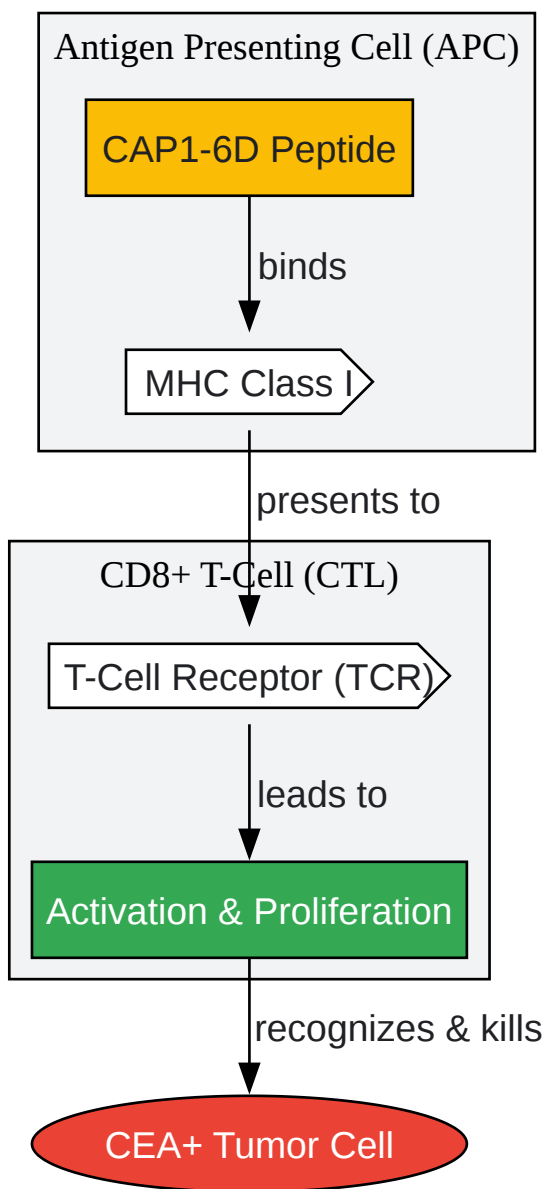 Antigen Presenting Cell (APC)
CAP1-6D Peptide
binds
MHC Class I
presents to
CD8+ T-Cell (CTL)
T-Cell Receptor (TCR)
leads to
Activation & Proliferation
recognizes & kills
CEA+ Tumor Cell